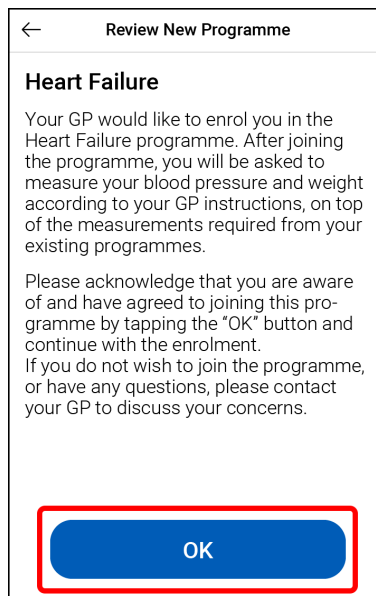 Review New Programme
Heart Failure
Your GP would like to enrol you in the
Heart Failure programme. After joining
the programme, you will be asked to
measure your blood pressure and weight
according to your GP instructions, on top
of the measurements required from your
existing programmes.
Please acknowledge that you are aware
of and have agreed to joining this pro-
gramme by tapping the “OK” button and
continue with the enrolment.
If you do not wish to join the programme,
or have any questions, please contact
your GP to discuss your concerns.
OK